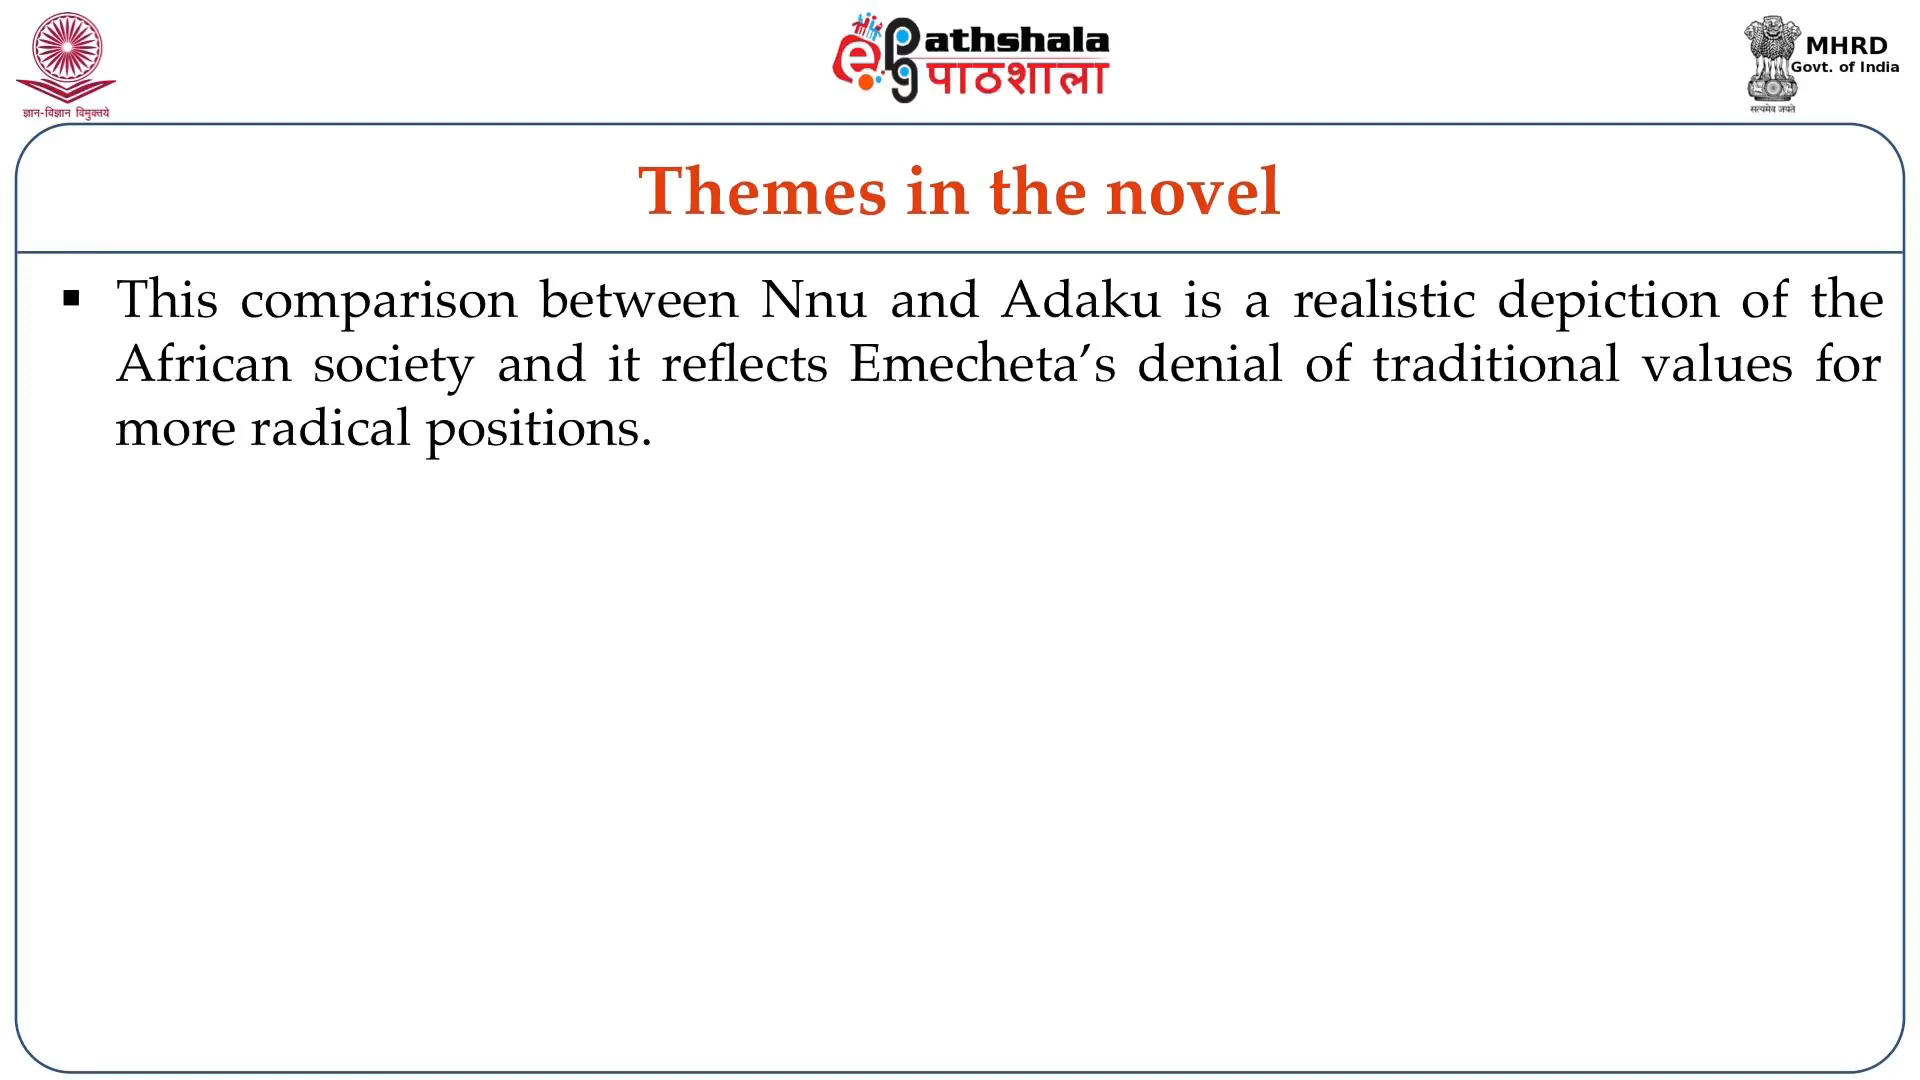 ज्ञान-विज्ञान विमुक्तये
e
Pathshala
पाठशाला
pg
MHRD
Govt. of India
सत्यमेव जयते
Themes in the novel
▪ This comparison between Nnu and Adaku is a realistic depiction of the
African society and it reflects Emecheta’s denial of traditional values for
more radical positions.